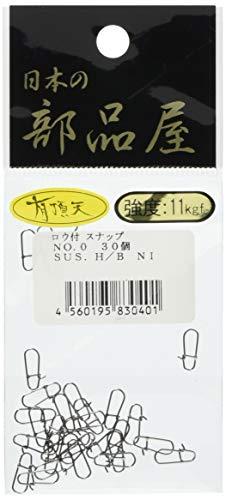 日本の
部品屋
有頂天
強度:11kgf
ロウ付 スナップ
NO.0 30個
SUS. H/B NI
4 560195 830401